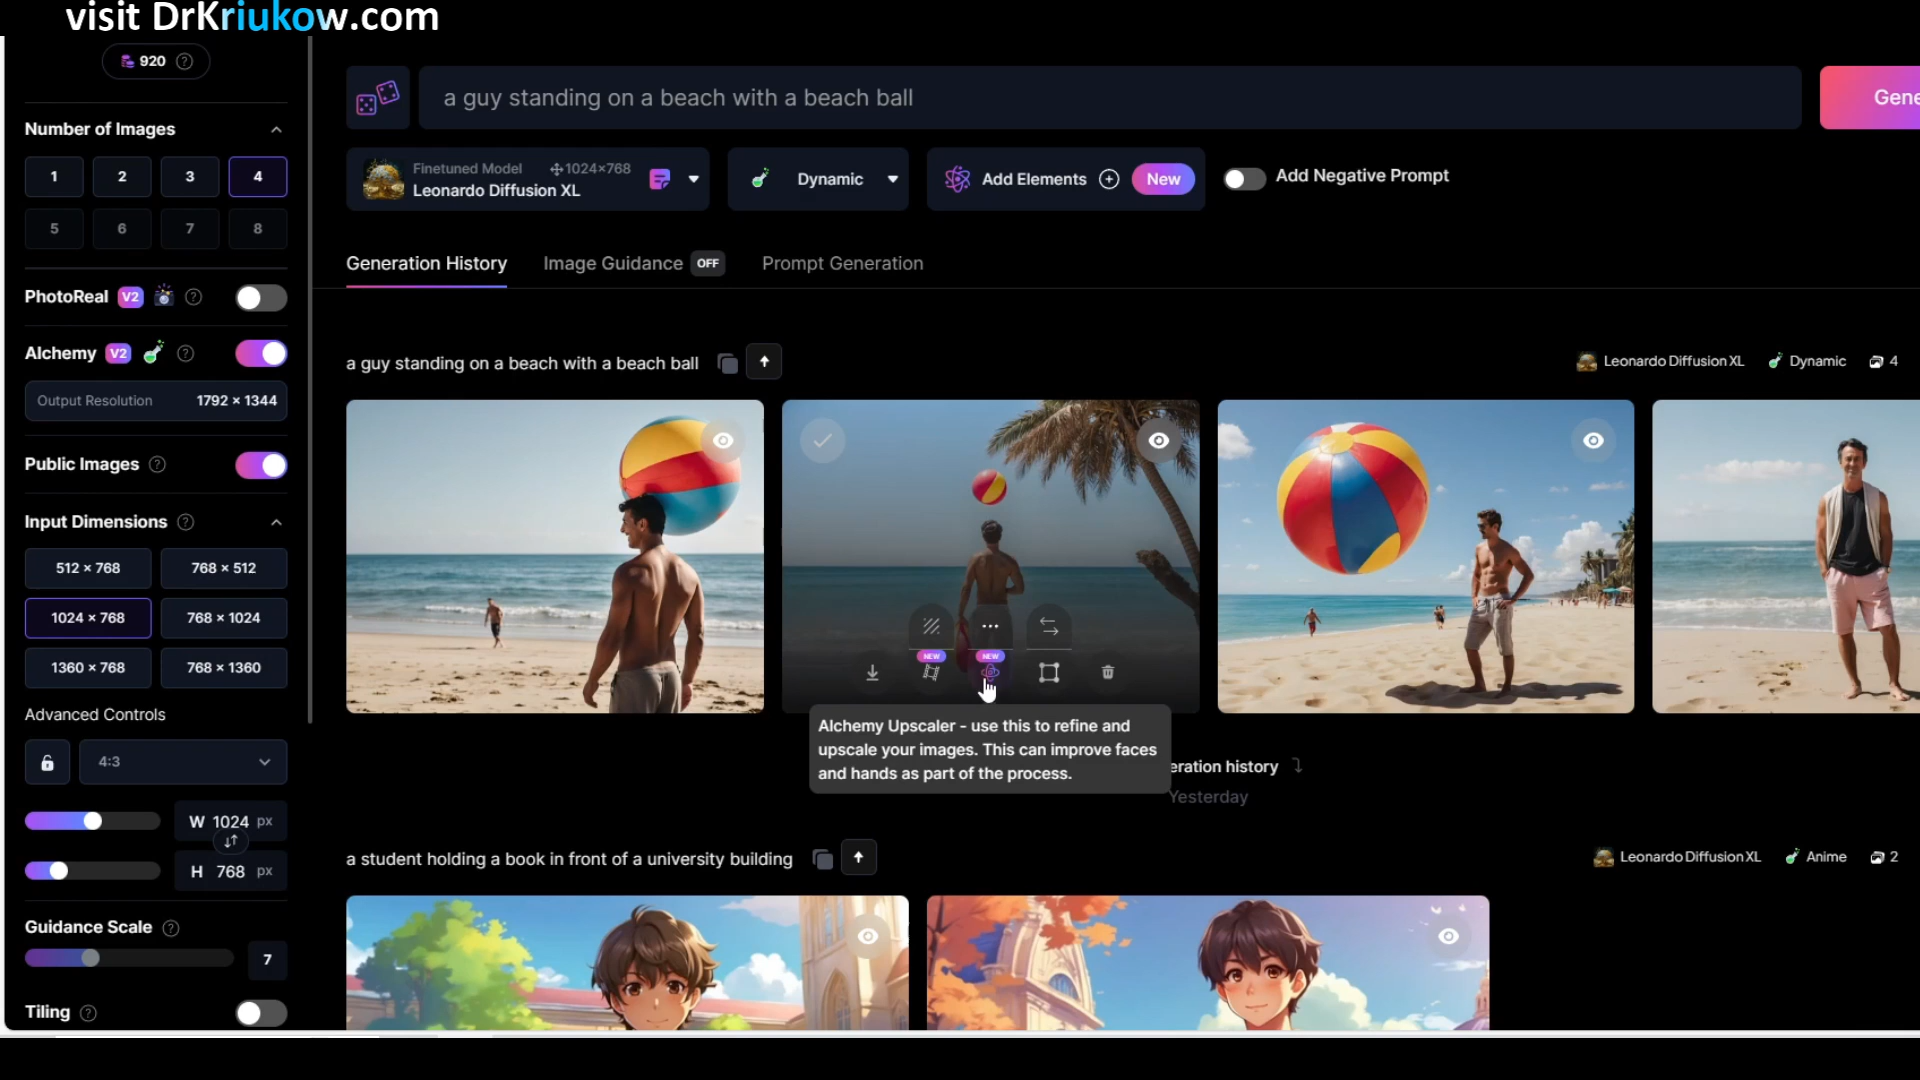 visit DrKriukow.com
920
Number of Images
1 2 3 4
5 6 7 8
PhotoReal V2
Alchemy V2
Output Resolution 1792 × 1344
Public Images
Input Dimensions
512 × 768 768 × 512
1024 × 768 768 × 1024
1360 × 768 768 × 1360
Advanced Controls
4:3
W 1024 px
H 768 px
Guidance Scale
7
Tiling
a guy standing on a beach with a beach ball
Gene
Finetuned Model 1024×768
Leonardo Diffusion XL
Dynamic
Add Elements New
Add Negative Prompt
Generation History Image Guidance OFF Prompt Generation
a guy standing on a beach with a beach ball
Leonardo Diffusion XL Dynamic 4
NEW NEW
Alchemy Upscaler - use this to refine and
upscale your images. This can improve faces
and hands as part of the process.
eration history
Yesterday
a student holding a book in front of a university building
Leonardo Diffusion XL Anime 2